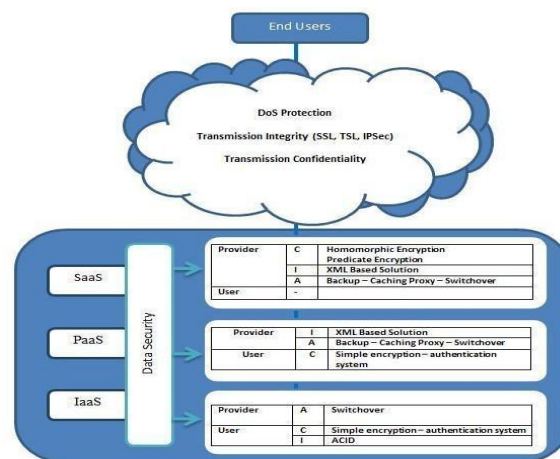 End Users
DoS Protection
Transmission Integrity (SSL, TSL, IPSec)
Transmission Confidentiality
SaaS
PaaS
IaaS
Data Security
Provider C Homomorphic Encryption
Predicate Encryption
I XML Based Solution
A Backup – Caching Proxy – Switchover
User -
Provider I XML Based Solution
A Backup – Caching Proxy – Switchover
User C Simple encryption – authentication
system
Provider A Switchover
User C Simple encryption – authentication system
I ACID